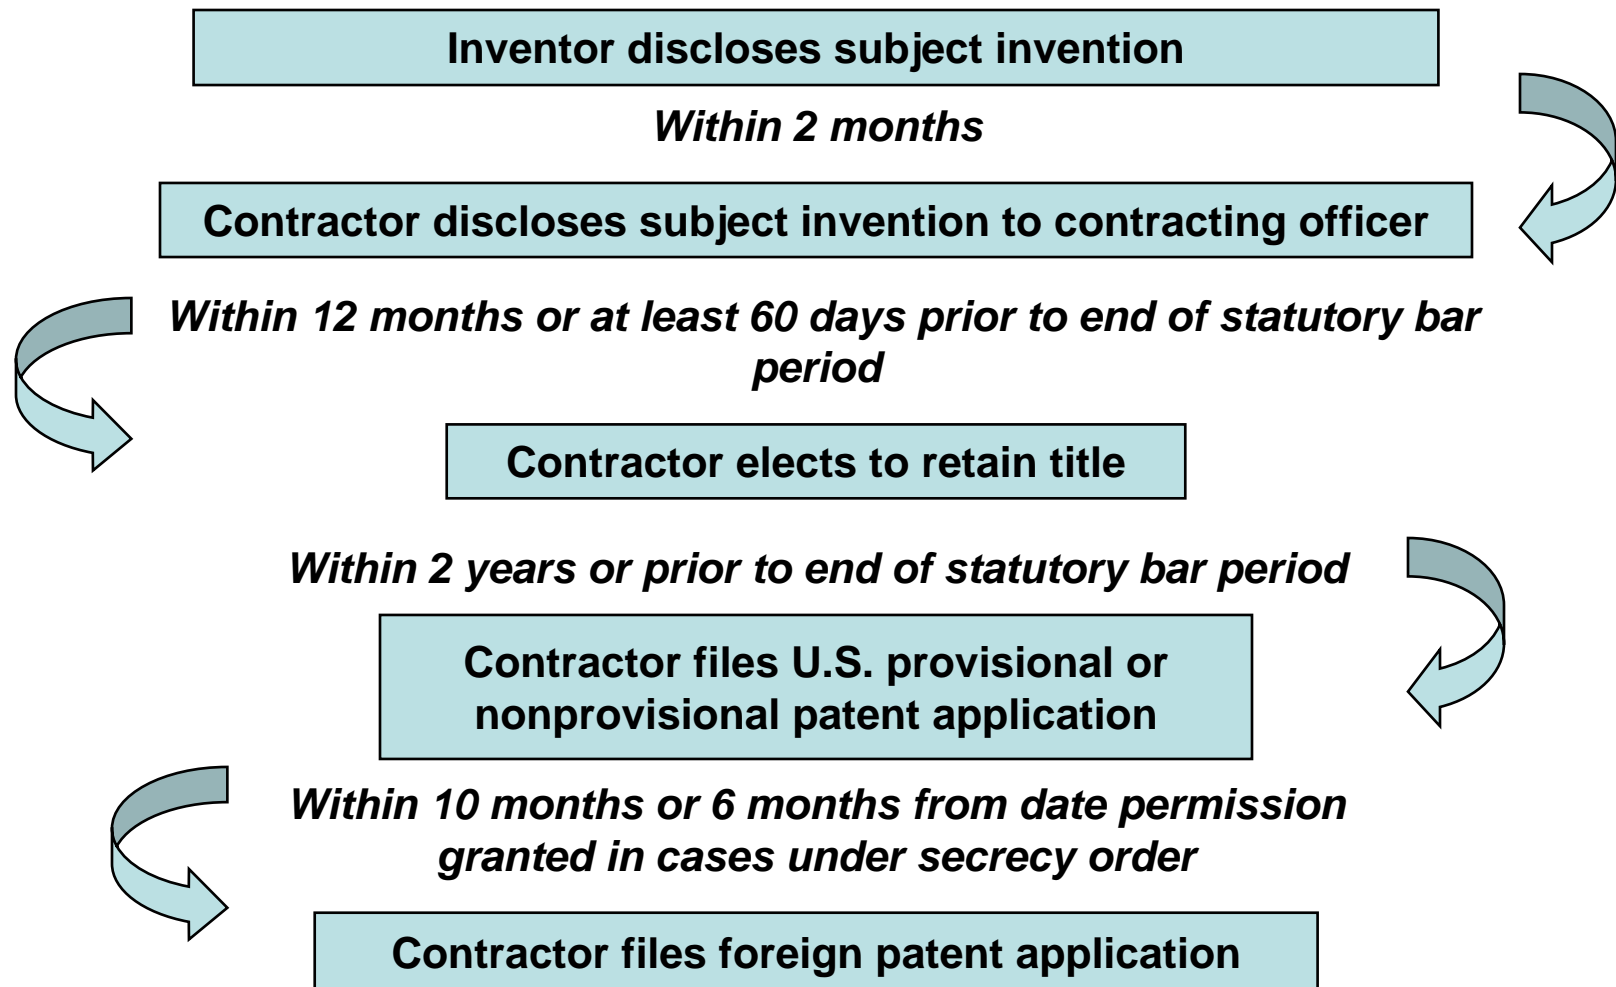 Inventor discloses subject invention
Within 2 months
Contractor discloses subject invention to contracting officer
Within 12 months or at least 60 days prior to end of statutory bar
period
Contractor elects to retain title
Within 2 years or prior to end of statutory bar period
Contractor files U.S. provisional or
nonprovisional patent application
Within 10 months or 6 months from date permission
granted in cases under secrecy order
Contractor files foreign patent application